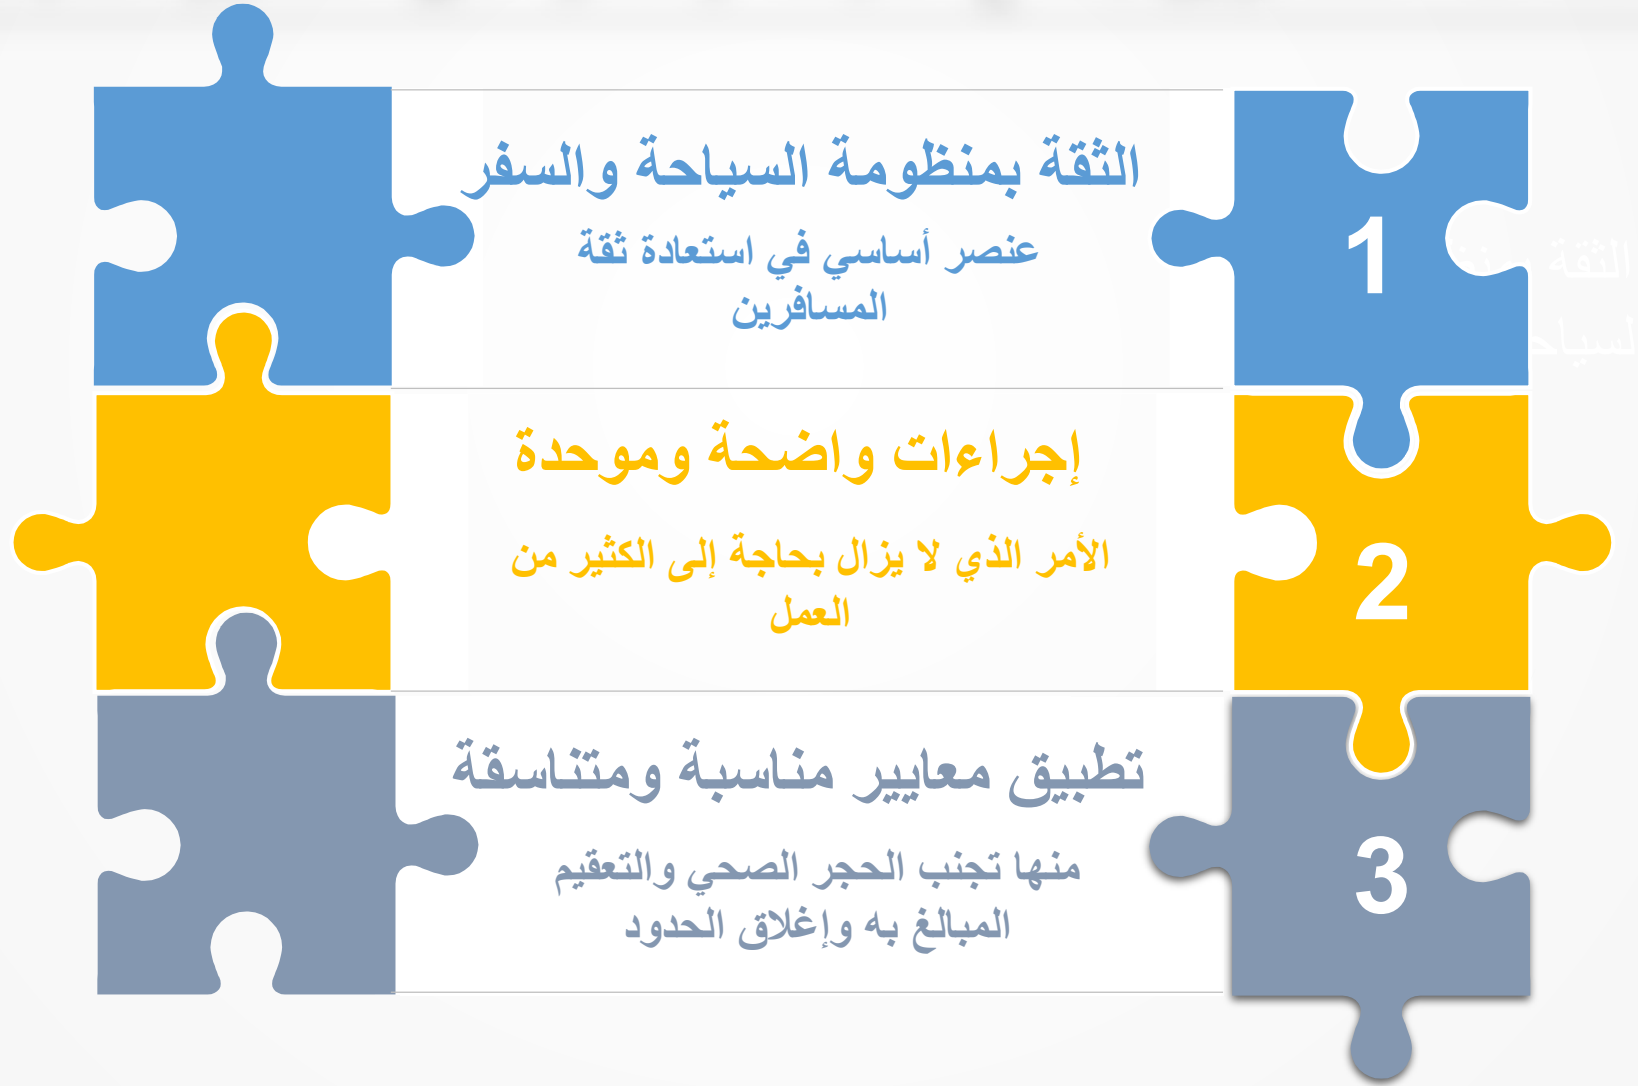 1
الثقة بمنظومة السياحة والسفر
عنصر أساسي في استعادة ثقة
المسافرين
2
إجراءات واضحة وموحدة
الأمر الذي لا يزال بحاجة إلى الكثير من
العمل
3
تطبيق معايير مناسبة ومتناسقة
منها تجنب الحجر الصحي والتعقيم
المبالغ به وإغلاق الحدود
الثقة